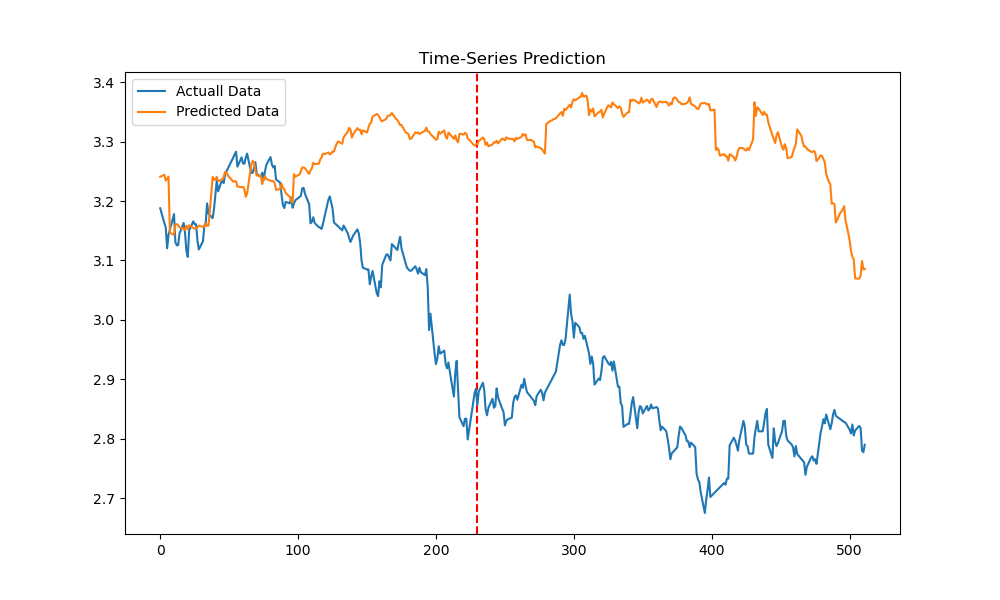 Time-Series Prediction
Actuall Data
Predicted Data
3.4
3.3
3.2
3.1
3.0
2.9
2.8
2.7
0 100 200 300 400 500